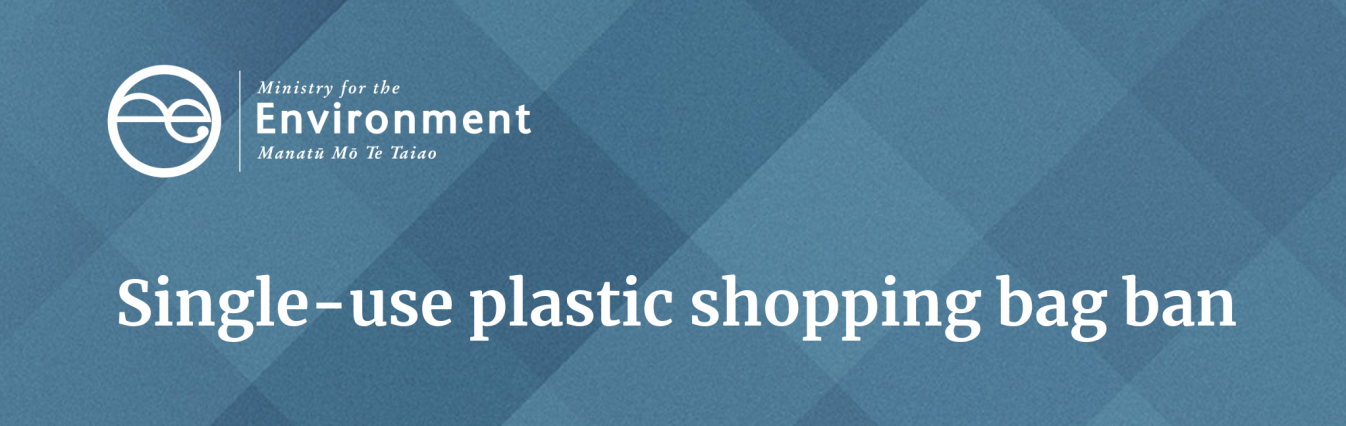 Ministry for the
Environment
Manatū Mō Te Taiao
Single-use plastic shopping bag ban